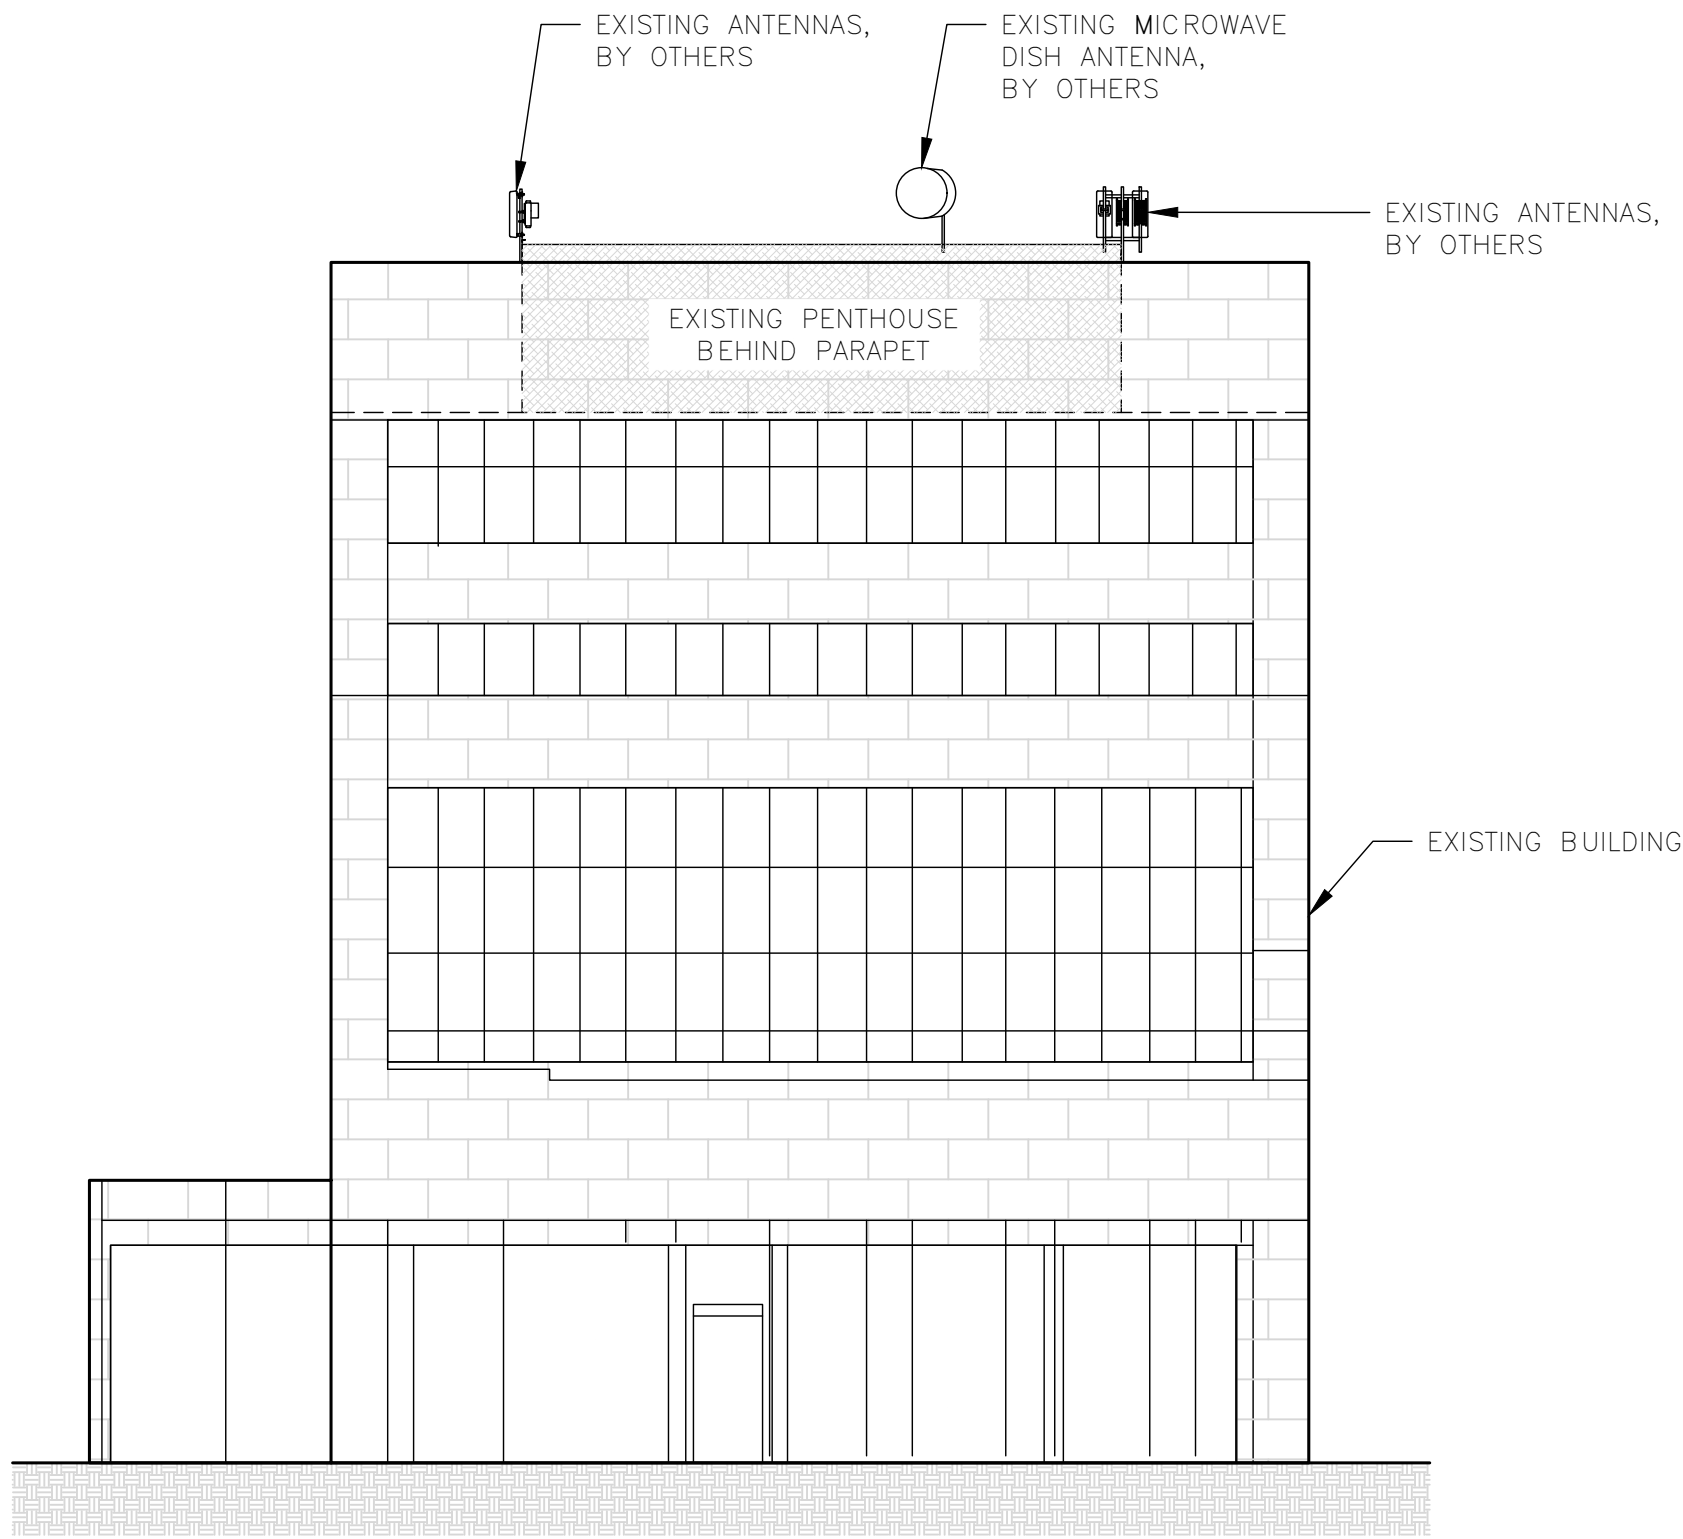 EXISTING ANTENNAS,
BY OTHERS
EXISTING MICROWAVE
DISH ANTENNA,
BY OTHERS
EXISTING ANTENNAS,
BY OTHERS
EXISTING PENTHOUSE
BEHIND PARAPET
EXISTING BUILDING